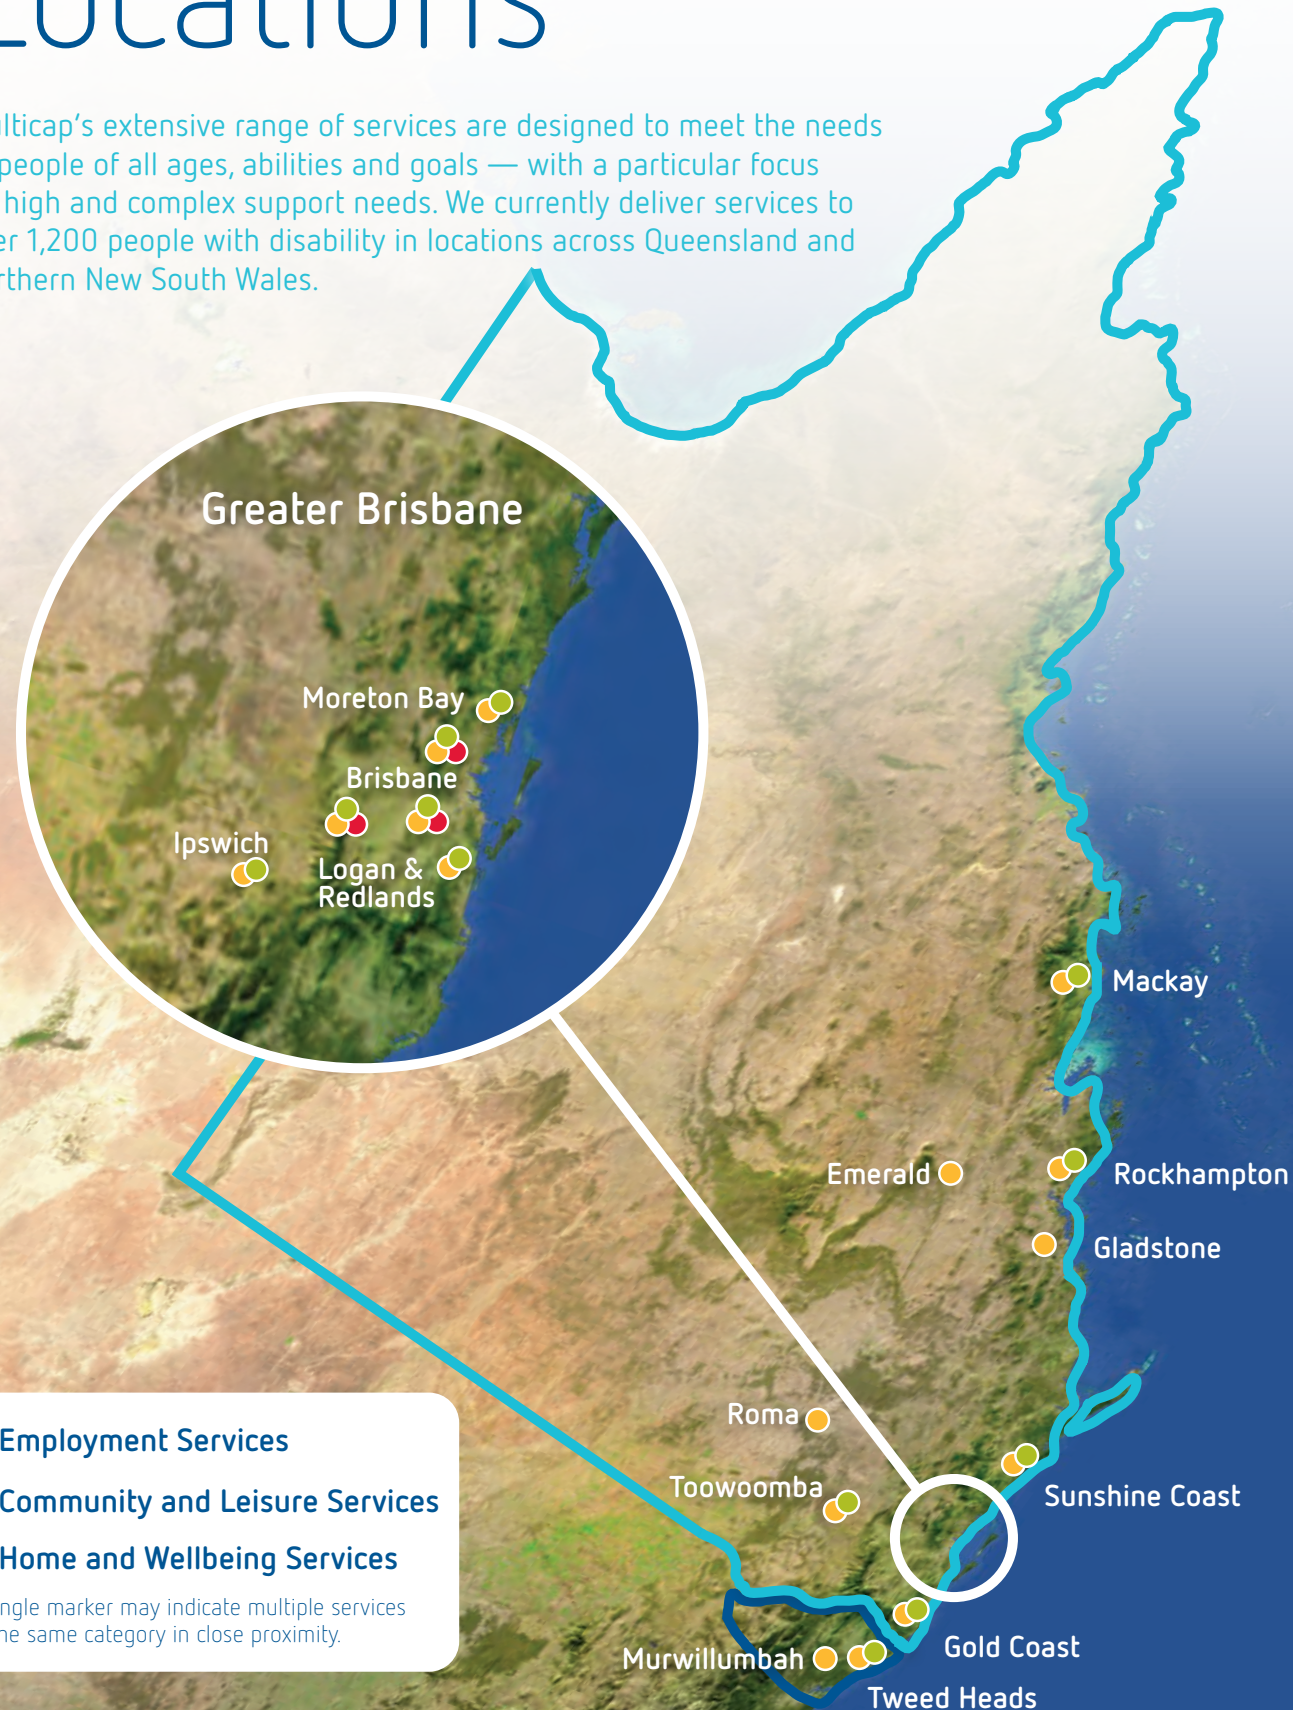 Locations
lticap's extensive range of services are designed to meet the needs
people of all ages, abilities and goals — with a particular focus
high and complex support needs. We currently deliver services to
er 1,200 people with disability in locations across Queensland and
rthern New South Wales.
Greater Brisbane
Moreton Bay
Brisbane
Ipswich
Logan &
Redlands
Mackay
Emerald
Rockhampton
Gladstone
Roma
Toowoomba
Sunshine Coast
Employment Services
Community and Leisure Services
Home and Wellbeing Services
ngle marker may indicate multiple services
he same category in close proximity.
Gold Coast
Murwillumbah
Tweed Heads